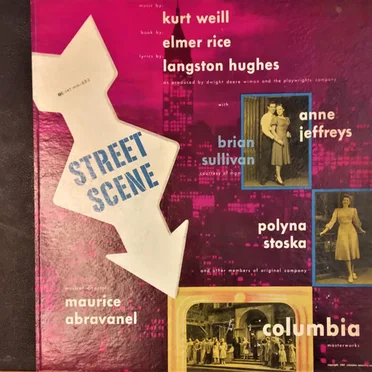 music by:
kurt weill
book by:
elmer rice
lyrics by:
langston hughes
as produced by dwight deere wiman and the playwrights' company
with
anne
jeffreys
brian
sullivan
courtesy of mgm
STREET
SCENE
polyna
stoska
and other members of original company
musical director
maurice
abravanel
columbia
masterworks